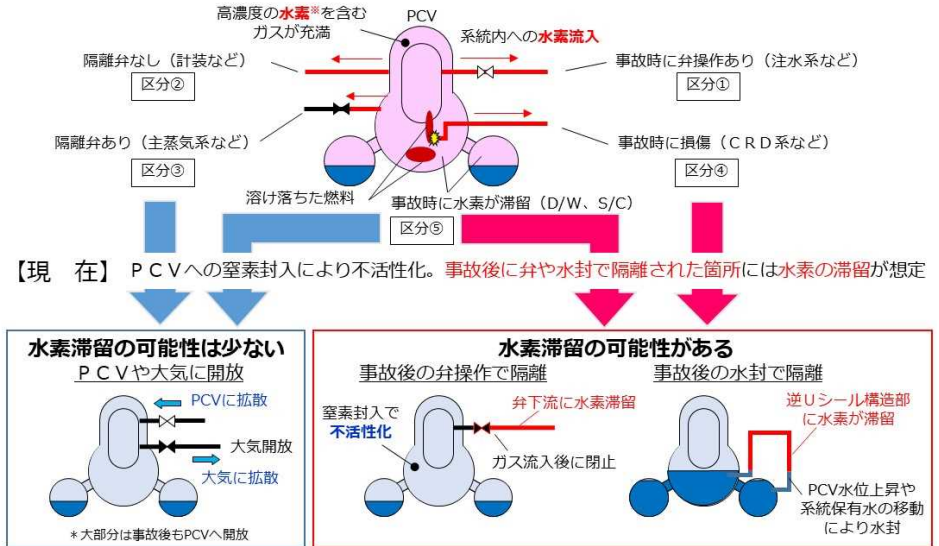 高濃度の水素※を含む
ガスが充満
PCV
系統内への水素流入
隔離弁なし（計装など）
区分②
事故時に弁操作あり（注水系など）
区分①
隔離弁あり（主蒸気系など）
区分③
事故時に損傷（ＣＲＤ系など）
区分④
溶け落ちた燃料
事故時に水素が滞留（D/W、S/C）
区分⑤
【現　在】 ＰＣＶへの窒素封入により不活性化。事故後に弁や水封で隔離された箇所には水素の滞留が想定
水素滞留の可能性は少ない
ＰＣＶや大気に開放
PCVに拡散
大気開放
大気に拡散
＊大部分は事故後もPCVへ開放
水素滞留の可能性がある
事故後の弁操作で隔離
窒素封入で
不活性化
弁下流に水素滞留
ガス流入後に閉止
事故後の水封で隔離
逆Ｕシール構造部
に水素が滞留
PCV水位上昇や
系統保有水の移動
により水封